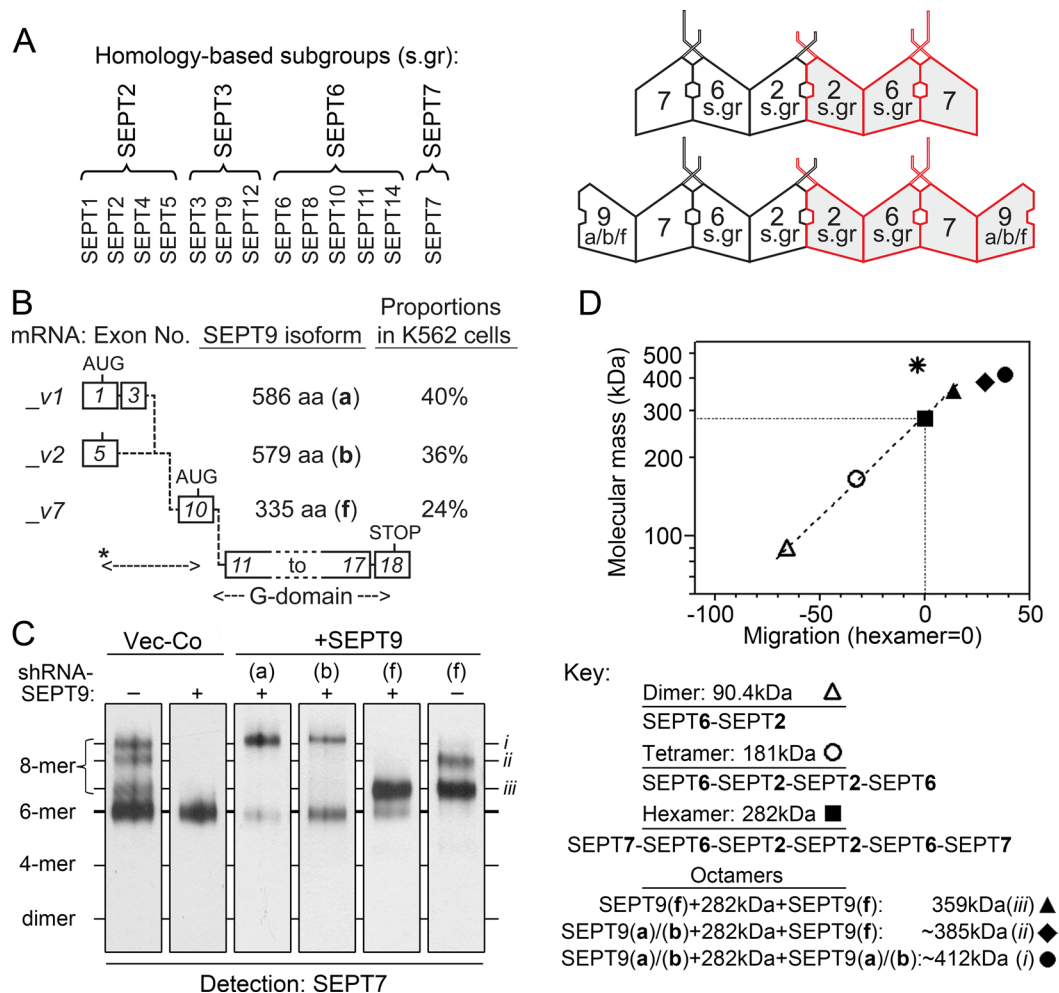 A
Homology-based subgroups (s.gr):
SEPT2 SEPT3 SEPT6 SEPT7
SEPT1 SEPT2 SEPT4 SEPT5 SEPT3 SEPT9 SEPT12 SEPT6 SEPT8 SEPT10 SEPT11 SEPT14 SEPT7
7 6 2 2 6 7
s.gr s.gr s.gr s.gr
9 7 6 2 2 6 7 9
a/b/f s.gr s.gr s.gr s.gr a/b/f
B
Proportions
mRNA: Exon No. SEPT9 isoform in K562 cells
AUG
_v1 1 3 586 aa (a) 40%
_v2 5 579 aa (b) 36%
AUG
_v7 10 335 aa (f) 24%
STOP
* 11 to 17 18
<--- G-domain --->
C
Vec-Co +SEPT9
shRNA- (a) (b) (f) (f)
SEPT9: – + + + + –
i
8-mer ii
iii
6-mer
4-mer
dimer
Detection: SEPT7
D
Molecular mass (kDa)
500
400
300
200
100
*
-100 -50 0 50
Migration (hexamer=0)
Key:
Dimer: 90.4kDa
SEPT6-SEPT2
Tetramer: 181kDa
SEPT6-SEPT2-SEPT2-SEPT6
Hexamer: 282kDa
SEPT7-SEPT6-SEPT2-SEPT2-SEPT6-SEPT7
Octamers
SEPT9(f)+282kDa+SEPT9(f): 359kDa(iii)
SEPT9(a)/(b)+282kDa+SEPT9(f): ~385kDa(ii)
SEPT9(a)/(b)+282kDa+SEPT9(a)/(b):~412kDa (i)